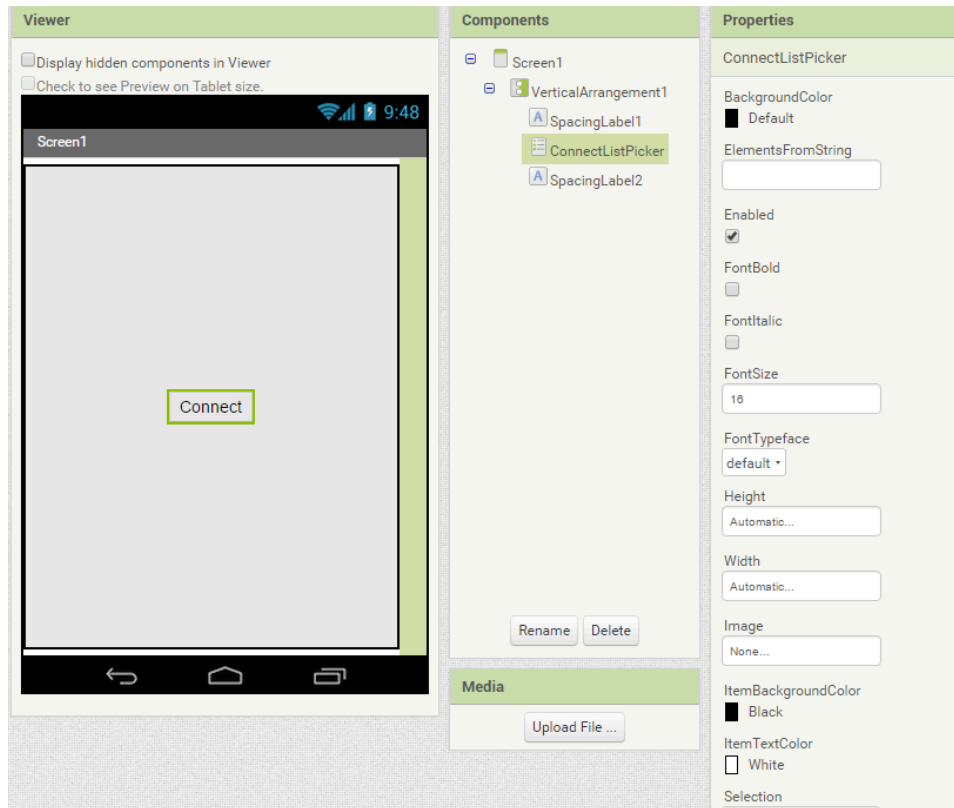 Viewer
Display hidden components in Viewer
Check to see Preview on Tablet size.
9:48
Screen1
Connect
Components
Screen1
VerticalArrangement1
A SpacingLabel1
ConnectListPicker
A SpacingLabel2
Rename Delete
Media
Upload File ...
Properties
ConnectListPicker
BackgroundColor
Default
ElementsFromString
Enabled
FontBold
FontItalic
FontSize
16
FontTypeface
default
Height
Automatic...
Width
Automatic...
Image
None...
ItemBackgroundColor
Black
ItemTextColor
White
Selection